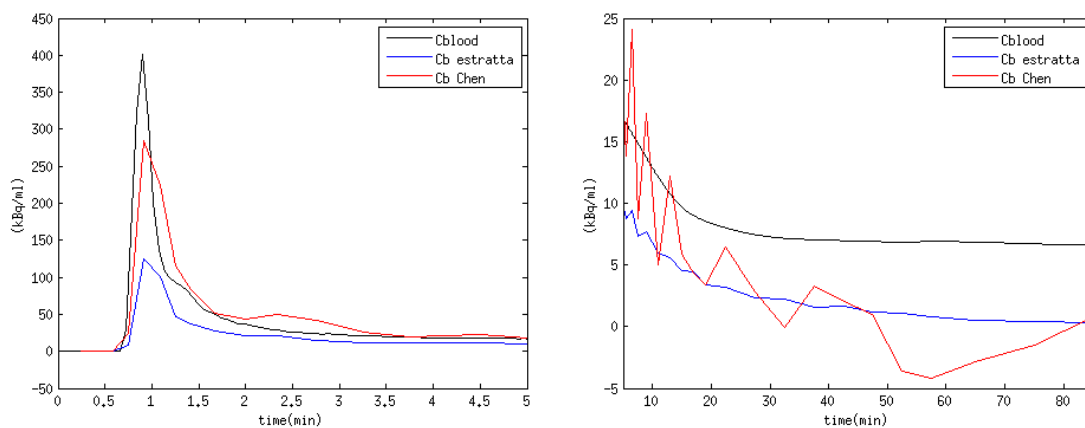 450
400
350
300
250
200
150
100
50
0
-50
(kBq/ml)
0 0.5 1 1.5 2 2.5 3 3.5 4 4.5 5
time(min)
Cblood
Cb estratta
Cb Chen
25
20
15
10
5
0
-5
(kBq/ml)
10 20 30 40 50 60 70 80
time(min)
Cblood
Cb estratta
Cb Chen